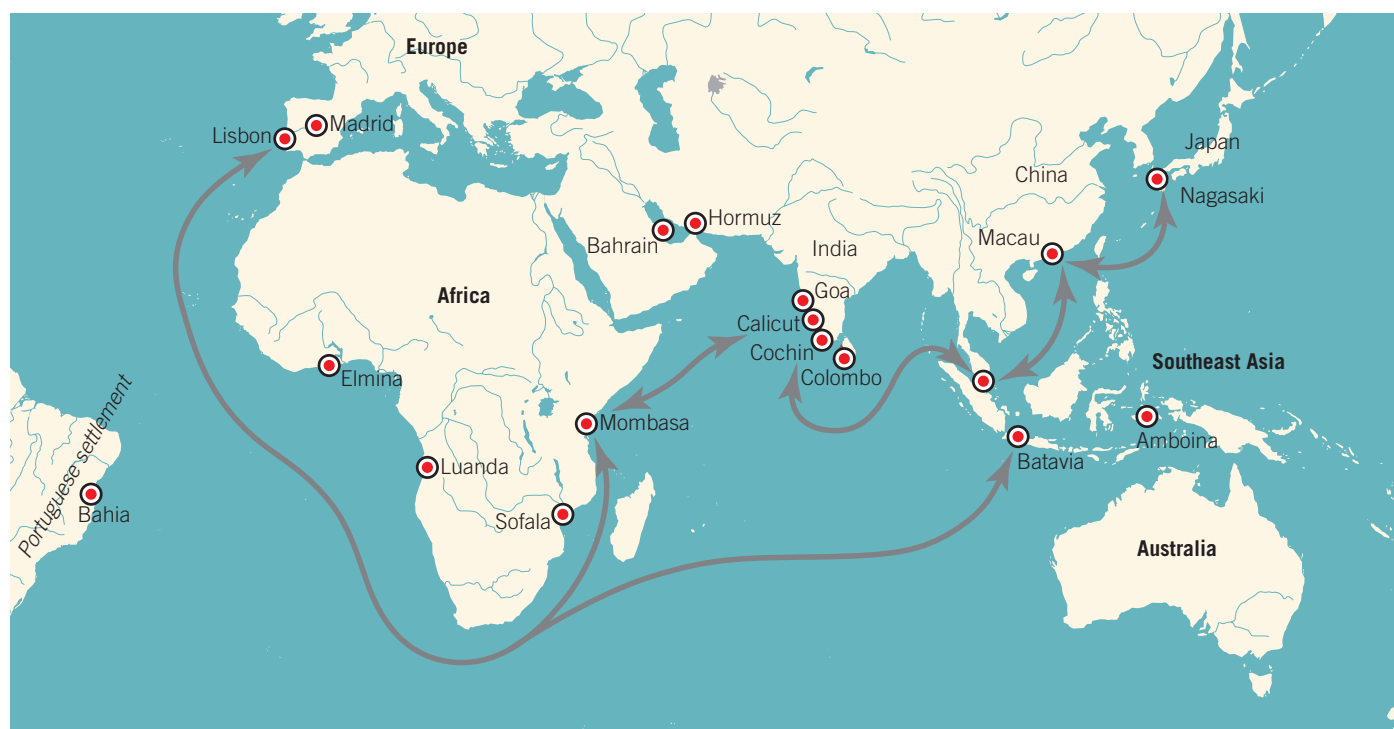 Europe
Lisbon
Madrid
Japan
China
Nagasaki
Hormuz
Bahrain
India
Macau
Goa
Africa
Calicut
Cochin
Colombo
Southeast Asia
Elmina
Portuguese settlement
Mombasa
Amboina
Batavia
Luanda
Bahia
Sofala
Australia